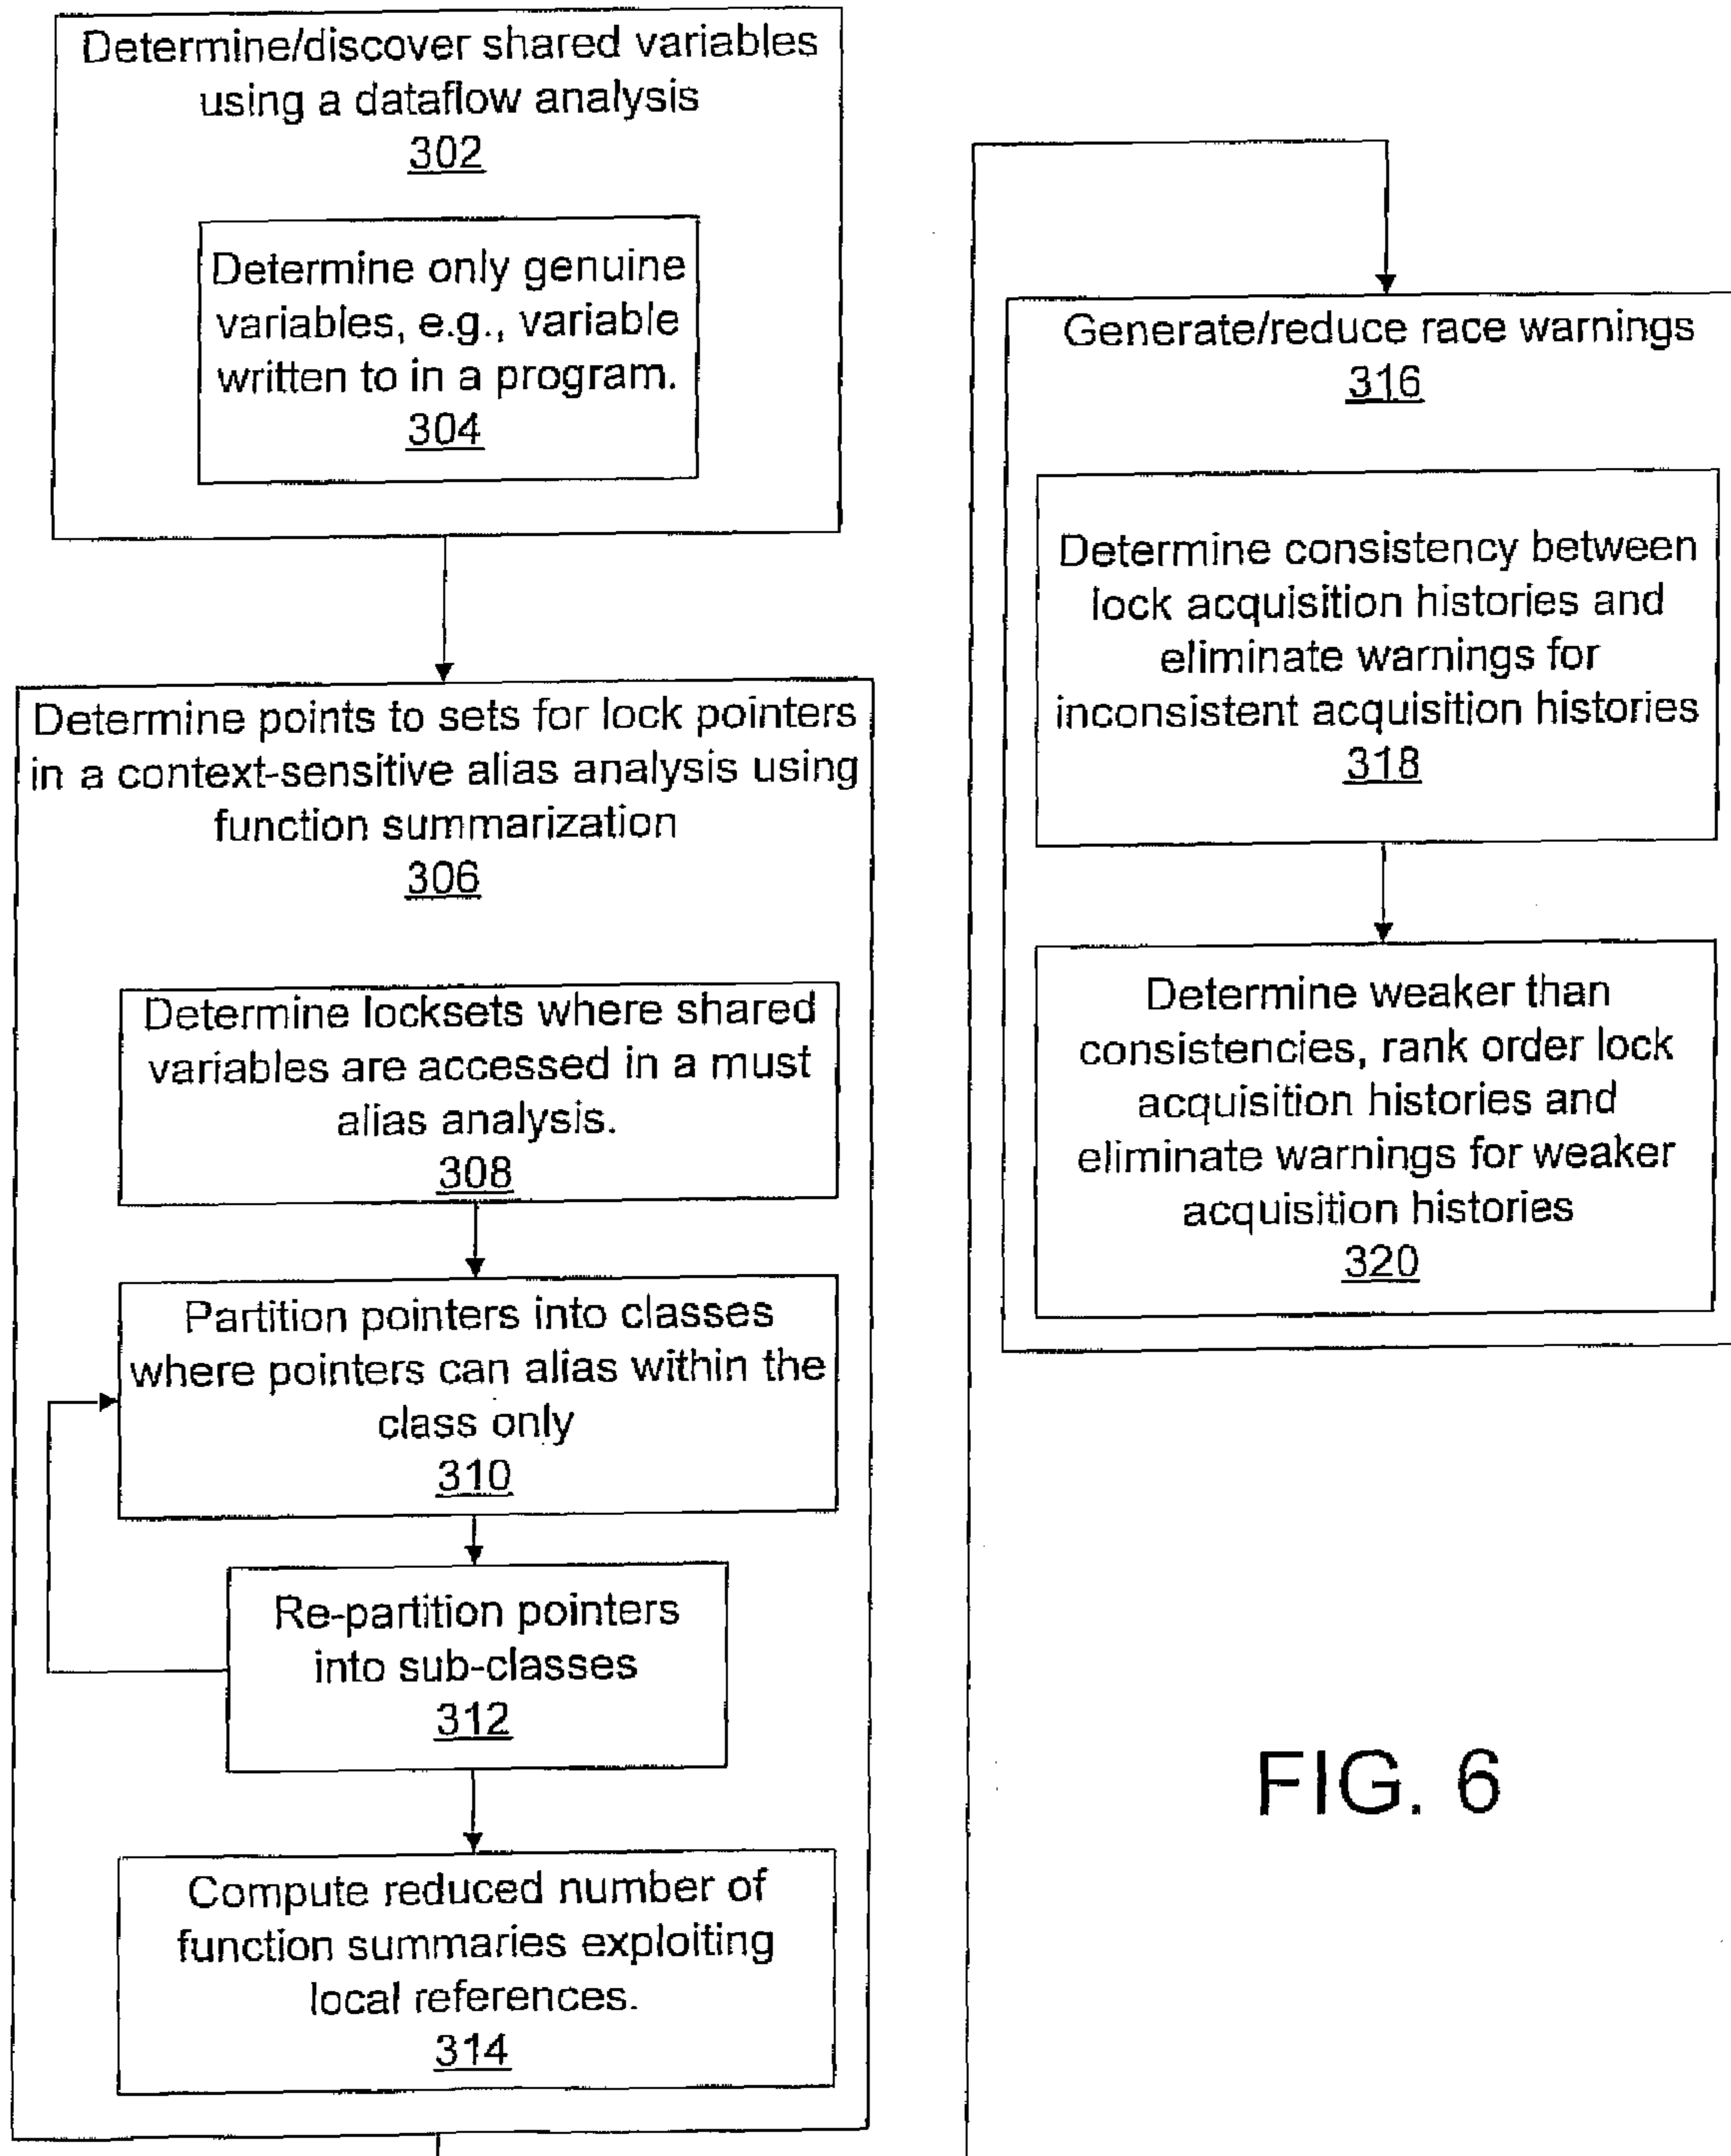 Determine/discover shared variables
using a dataflow analysis
302
Determine only genuine
variables, e.g., variable
written to in a program.
304
Determine points to sets for lock pointers
in a context-sensitive alias analysis using
function summarization
306
Determine locksets where shared
variables are accessed in a must
alias analysis.
308
Partition pointers into classes
where pointers can alias within the
class only
310
Re-partition pointers
into sub-classes
312
Compute reduced number of
function summaries exploiting
local references.
314
Generate/reduce race warnings
316
Determine consistency between
lock acquisition histories and
eliminate warnings for
inconsistent acquisition histories
318
Determine weaker than
consistencies, rank order lock
acquisition histories and
eliminate warnings for weaker
acquisition histories
320
FIG. 6